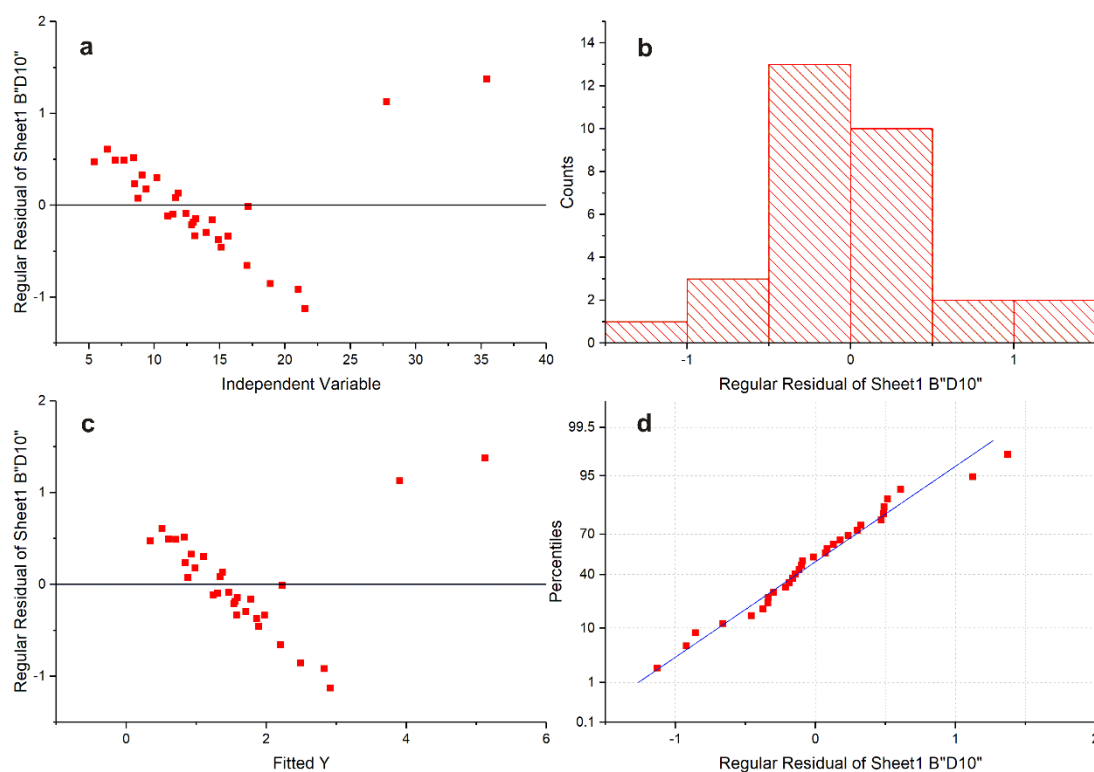 a
2
1
0
-1
Regular Residual of Sheet1 B"D10"
5 10 15 20 25 30 35 40
Independent Variable
b
14
12
10
8
6
4
2
0
Counts
-1 0 1
Regular Residual of Sheet1 B"D10"
c
2
1
0
-1
Regular Residual of Sheet1 B"D10"
0 2 4 6
Fitted Y
d
99.5
95
70
40
10
1
0.1
Percentiles
-1 0 1 2
Regular Residual of Sheet1 B"D10"